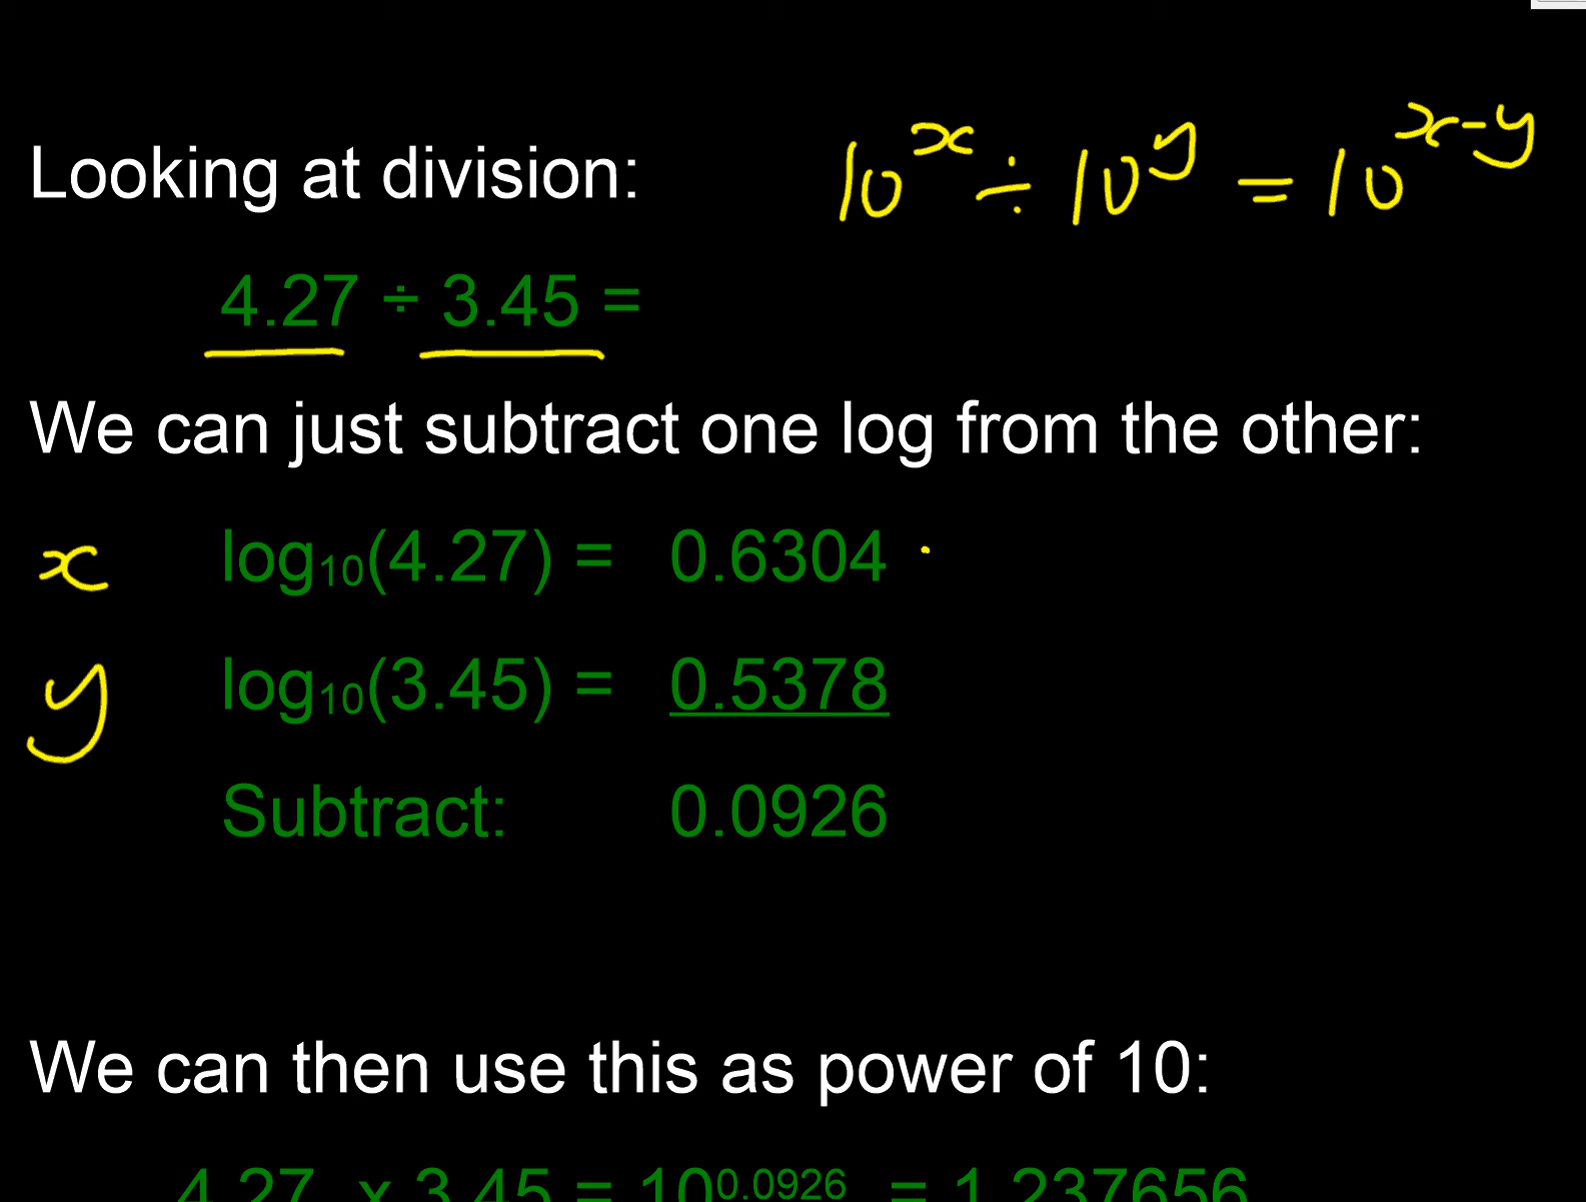 Looking at division:
10^x ÷ 10^y = 10^x-y
4.27 ÷ 3.45 =
We can just subtract one log from the other:
x log₁₀(4.27) = 0.6304
y log₁₀(3.45) = 0.5378
Subtract: 0.0926
We can then use this as power of 10:
4.27 x 3.45 = 10^0.0926 = 1.237656